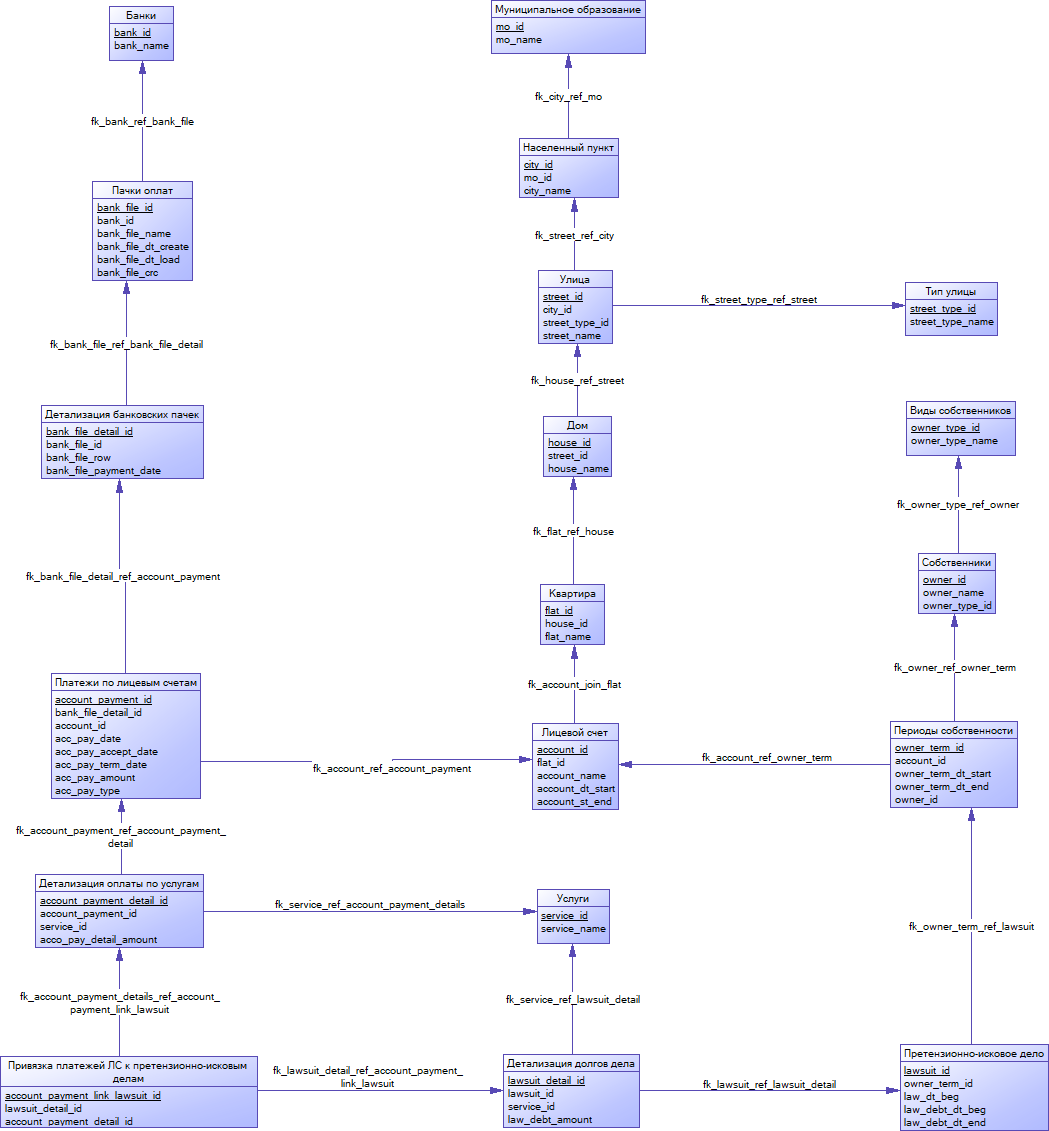 Банки
bank_id
bank_name
fk_bank_ref_bank_file
Пачки оплат
bank_file_id
bank_id
bank_file_name
bank_file_dt_create
bank_file_dt_load
bank_file_crc
fk_bank_file_ref_bank_file_detail
Детализация банковских пачек
bank_file_detail_id
bank_file_id
bank_file_row
bank_file_payment_date
fk_bank_file_detail_ref_account_payment
Платежи по лицевым счетам
account_payment_id
bank_file_detail_id
account_id
acc_pay_date
acc_pay_accept_date
acc_pay_term_date
acc_pay_amount
acc_pay_type
fk_account_ref_account_payment
fk_account_payment_ref_account_payment_
detail
Детализация оплаты по услугам
account_payment_detail_id
account_payment_id
service_id
acco_pay_detail_amount
fk_service_ref_account_payment_details
fk_account_payment_details_ref_account_
payment_link_lawsuit
Привязка платежей ЛС к претензионно-исковым
делам
account_payment_link_lawsuit_id
lawsuit_detail_id
account_payment_detail_id
fk_lawsuit_detail_ref_account_payment_
link_lawsuit
Муниципальное образование
mo_id
mo_name
fk_city_ref_mo
Населенный пункт
city_id
mo_id
city_name
fk_street_ref_city
Улица
street_id
city_id
street_type_id
street_name
fk_street_type_ref_street
Тип улицы
street_type_id
street_type_name
fk_house_ref_street
Дом
house_id
street_id
house_name
fk_flat_ref_house
Квартира
flat_id
house_id
flat_name
fk_account_join_flat
Лицевой счет
account_id
flat_id
account_name
account_dt_start
account_st_end
fk_account_ref_owner_term
Услуги
service_id
service_name
fk_service_ref_lawsuit_detail
Детализация долгов дела
lawsuit_detail_id
lawsuit_id
service_id
law_debt_amount
fk_lawsuit_ref_lawsuit_detail
Виды собственников
owner_type_id
owner_type_name
fk_owner_type_ref_owner
Собственники
owner_id
owner_name
owner_type_id
fk_owner_ref_owner_term
Периоды собственности
owner_term_id
account_id
owner_term_dt_start
owner_term_dt_end
owner_id
fk_owner_term_ref_lawsuit
Претензионно-исковое дело
lawsuit_id
owner_term_id
law_dt_beg
law_debt_dt_beg
law_debt_dt_end